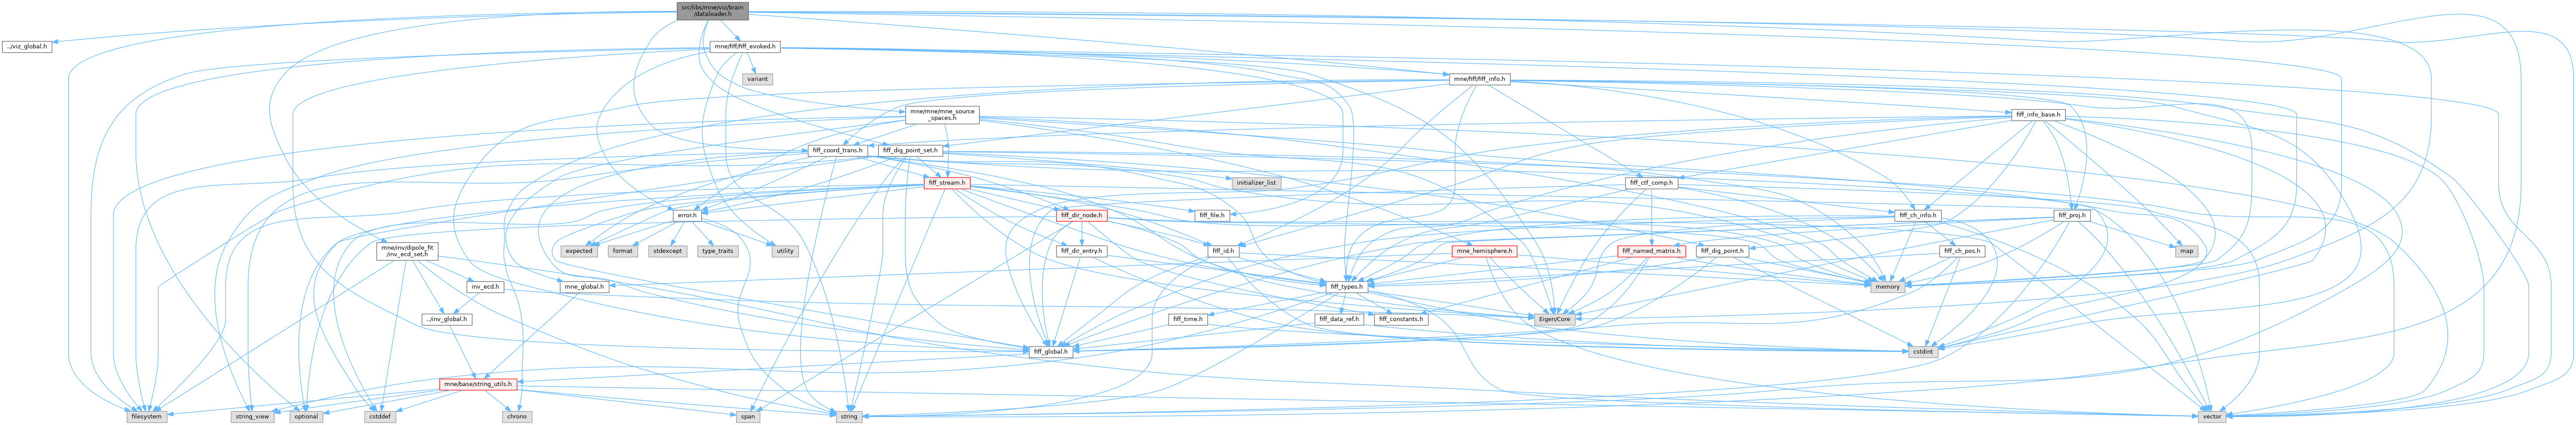 src/libs/mne/viz/brain
/dataloader.h
../viz_global.h
mne/fiff/fiff_evoked.h
variant
mne/fiff/fiff_info.h
mne/mne/mne_source
_spaces.h
fiff_info_base.h
fiff_coord_trans.h
fiff_dig_point_set.h
fiff_stream.h
initializer_list
fiff_ctf_comp.h
fiff_dir_node.h
fiff_file.h
error.h
fiff_ch_info.h
fiff_proj.h
mne/inv/dipole_fit
/inv_ecd_set.h
expected
format
stdexcept
type_traits
utility
fiff_dir_entry.h
fiff_id.h
mne_hemisphere.h
fiff_named_matrix.h
fiff_dig_point.h
fiff_ch_pos.h
map
inv_ecd.h
mne_global.h
fiff_types.h
memory
../inv_global.h
fiff_time.h
fiff_data_ref.h
fiff_constants.h
Eigen/Core
fiff_global.h
cstdint
mne/base/string_utils.h
filesystem
string_view
optional
cstddef
chrono
span
string
vector